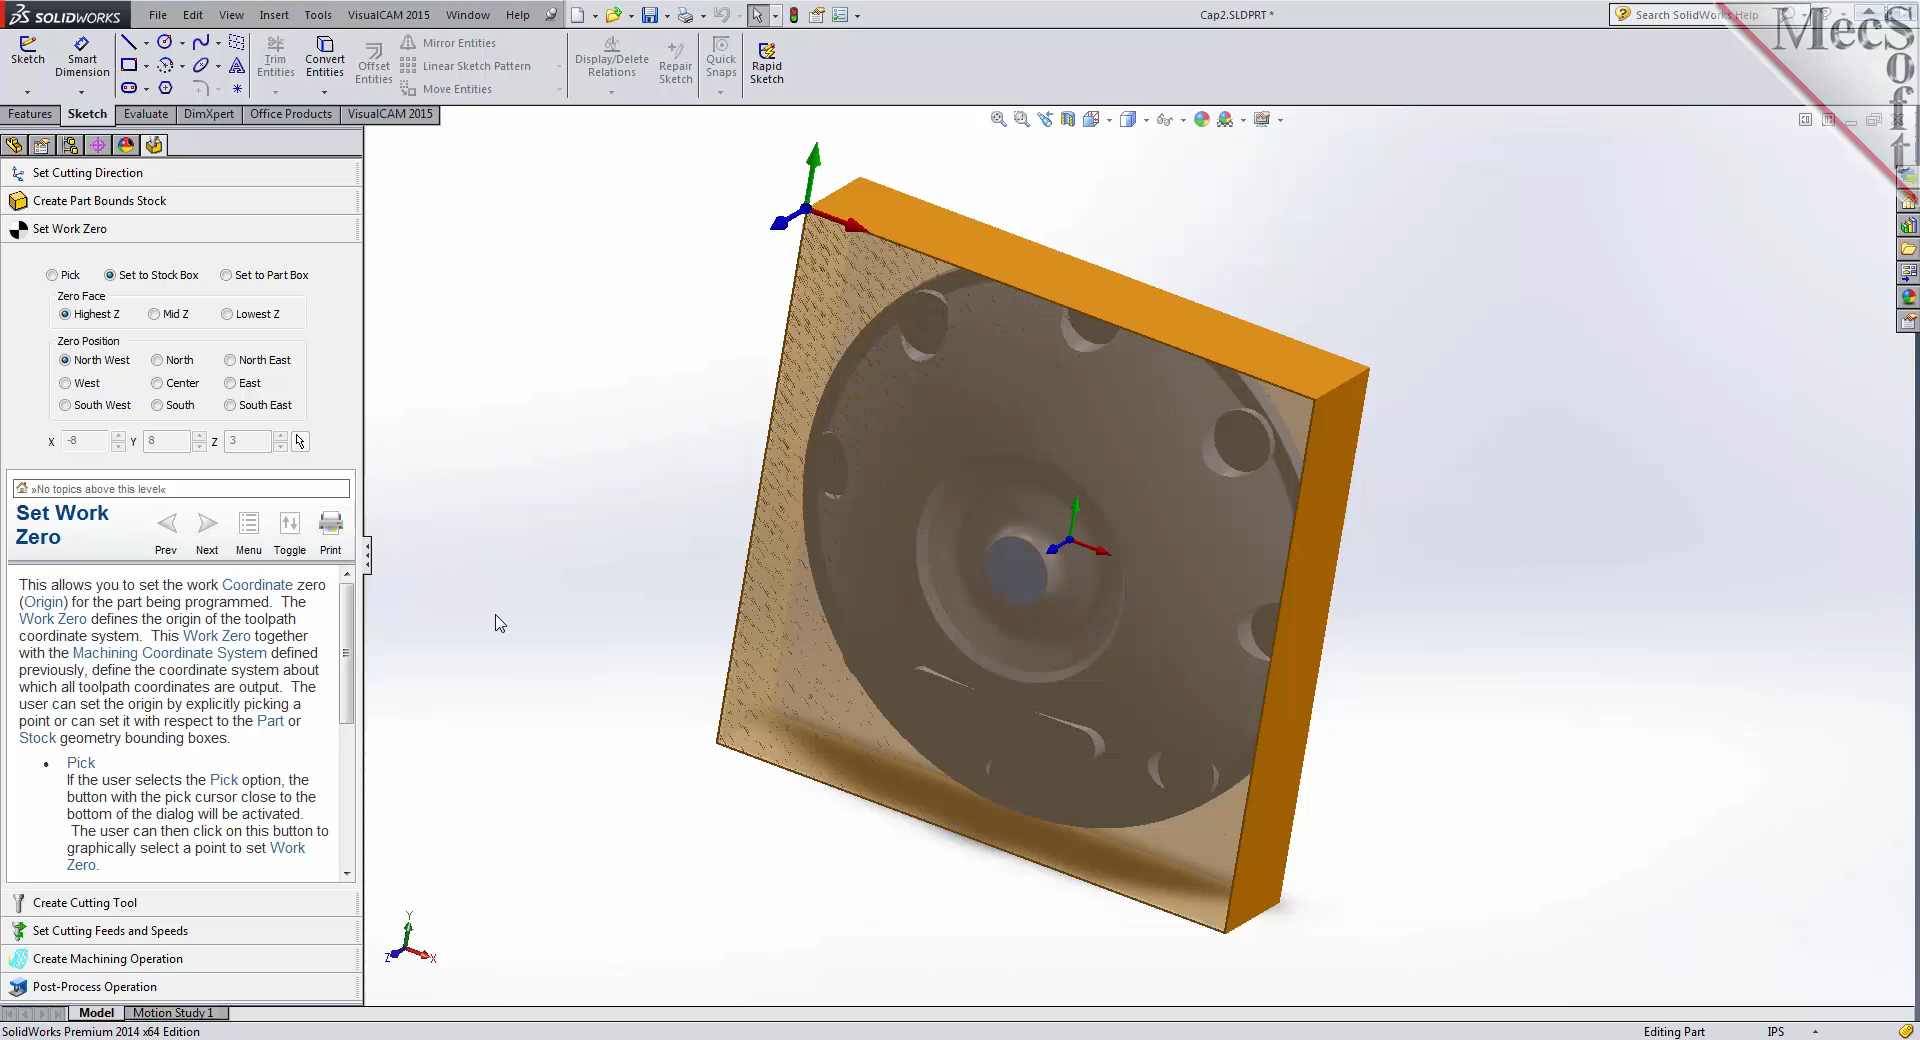 SOLIDWORKS File Edit View Insert Tools VisualCAM 2015 Window Help Cap2.SLDPRT * Search SolidWorks Help
MecSoft
Sketch Smart Dimension Trim Entities Convert Entities Offset Entities Mirror Entities Linear Sketch Pattern Move Entities Display/Delete Relations Repair Sketch Quick Snaps Rapid Sketch
Features Sketch Evaluate DimXpert Office Products VisualCAM 2015
Set Cutting Direction
Create Part Bounds Stock
Set Work Zero
Pick Set to Stock Box Set to Part Box
Zero Face
Highest Z Mid Z Lowest Z
Zero Position
North West North North East
West Center East
South West South South East
X -8 Y 8 Z 3
»No topics above this level«
Set Work Zero
Prev Next Menu Toggle Print
This allows you to set the work Coordinate zero
(Origin) for the part being programmed. The
Work Zero defines the origin of the toolpath
coordinate system. This Work Zero together
with the Machining Coordinate System defined
previously, define the coordinate system about
which all toolpath coordinates are output. The
user can set the origin by explicitly picking a
point or can set it with respect to the Part or
Stock geometry bounding boxes.
• Pick
If the user selects the Pick option, the
button with the pick cursor close to the
bottom of the dialog will be activated.
The user can then click on this button to
graphically select a point to set Work
Zero.
Create Cutting Tool
Set Cutting Feeds and Speeds
Create Machining Operation
Post-Process Operation
Y
Z X
Model Motion Study 1
SolidWorks Premium 2014 x64 Edition Editing Part IPS